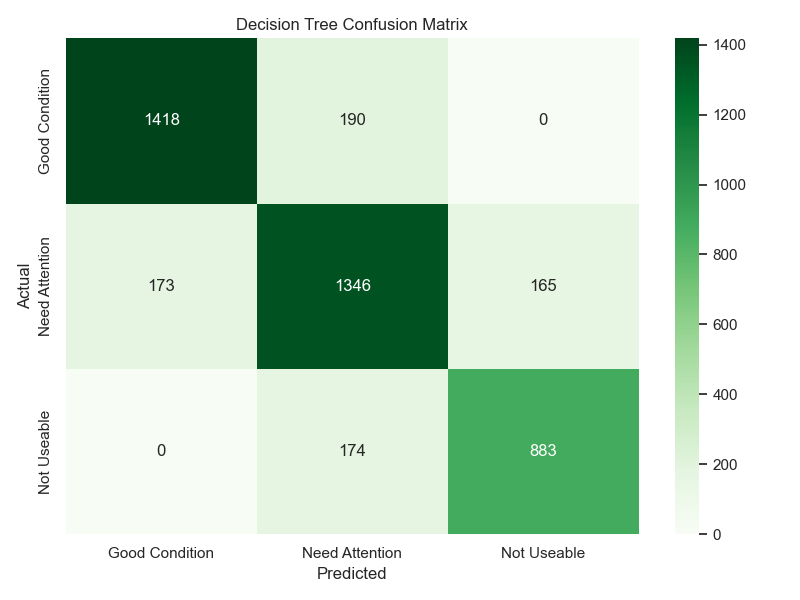 Decision Tree Confusion Matrix
Actual
Good Condition
1418 190 0
Need Attention
173 1346 165
Not Useable
0 174 883
Good Condition Need Attention Not Useable
Predicted
1400
1200
1000
800
600
400
200
0